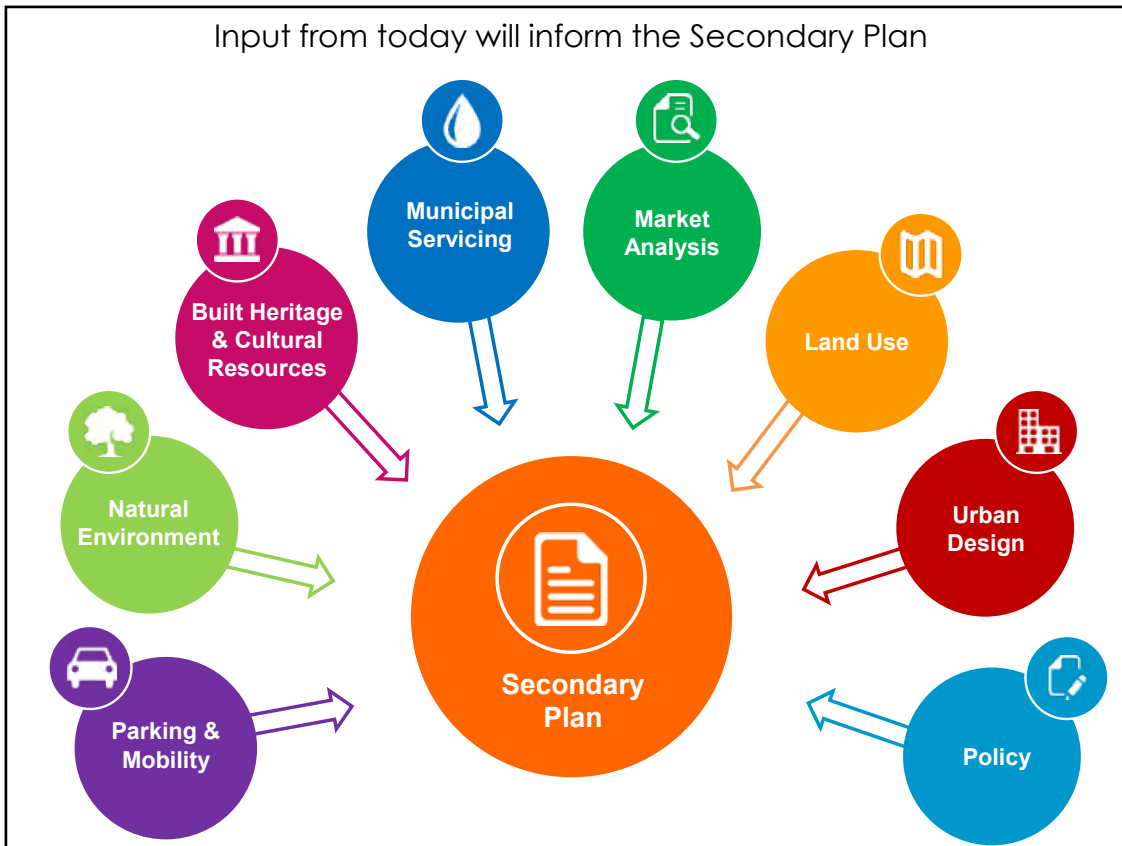 Input from today will inform the Secondary Plan
Municipal
Servicing
Market
Analysis
Built Heritage
& Cultural
Resources
Land Use
Natural
Environment
Urban
Design
Secondary
Plan
Parking &
Mobility
Policy